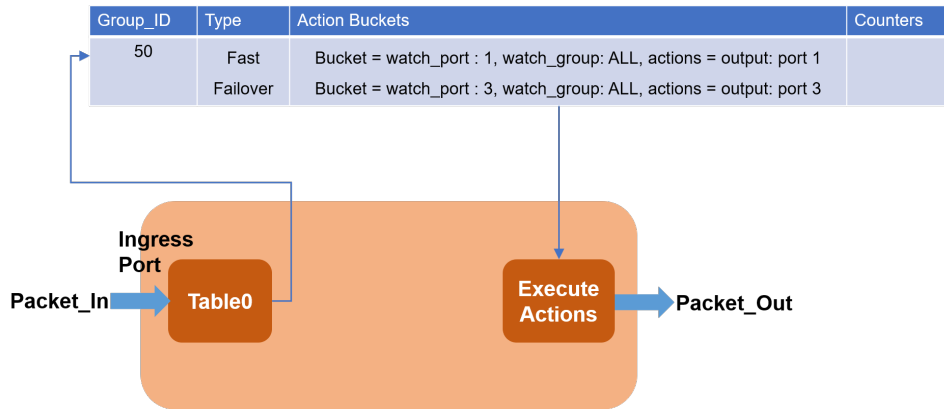 Group_ID Type Action Buckets Counters
50 Fast Bucket = watch_port : 1, watch_group: ALL, actions = output: port 1
Failover Bucket = watch_port : 3, watch_group: ALL, actions = output: port 3
Ingress
Port
Packet_In
Table0
Execute
Actions
Packet_Out